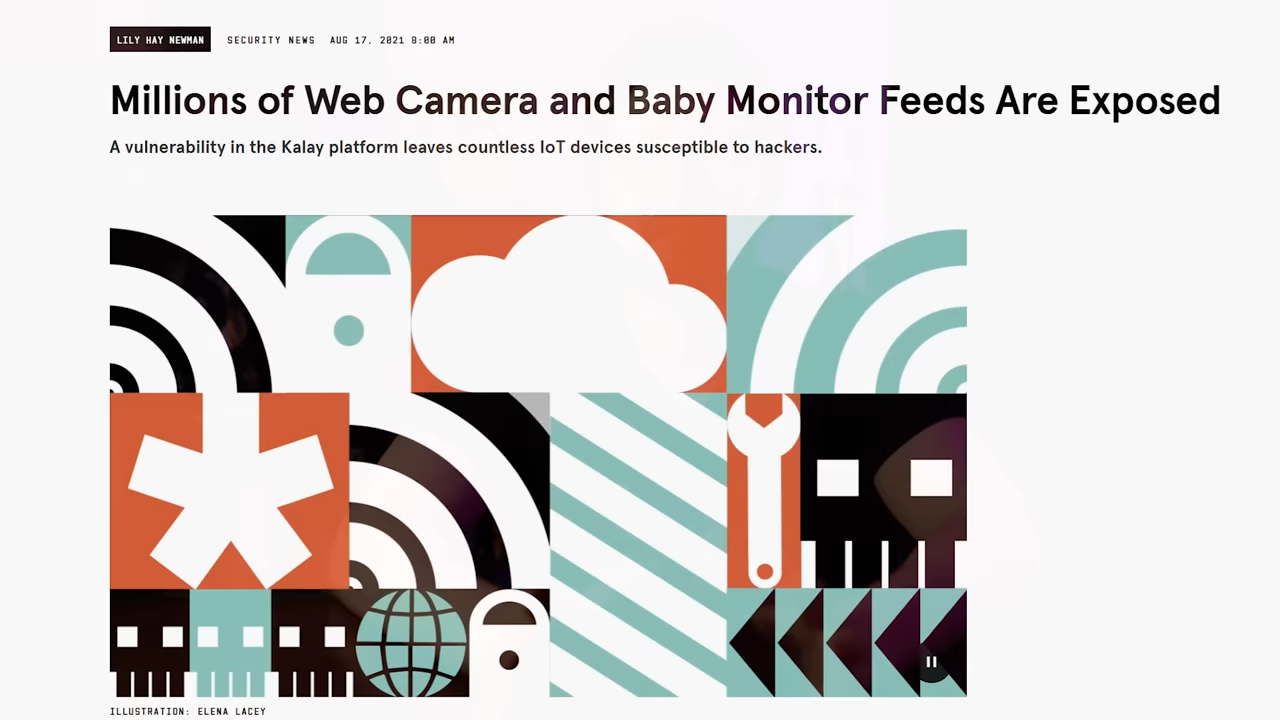 LILY HAY NEWMAN SECURITY NEWS AUG 17, 2021 9:00 AM
Millions of Web Camera and Baby Monitor Feeds Are Exposed
A vulnerability in the Kalay platform leaves countless IoT devices susceptible to hackers.
ILLUSTRATION: ELENA LACEY